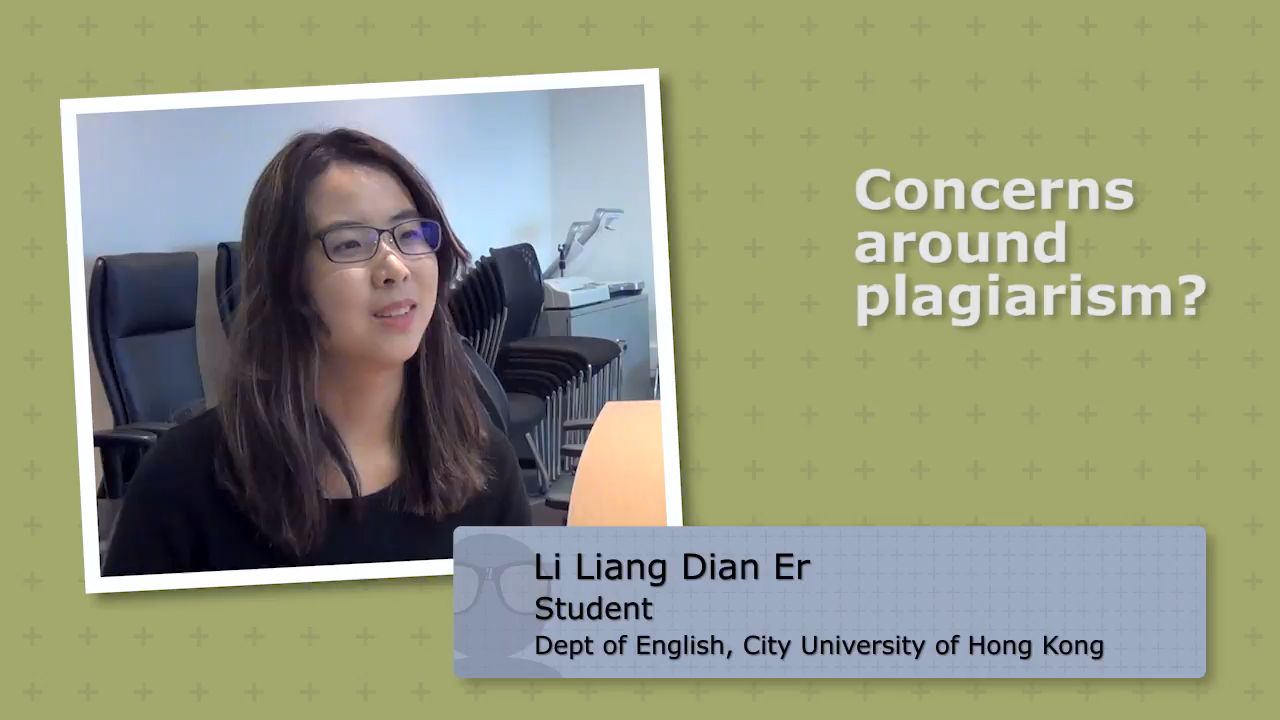 Concerns
around
plagiarism?
Li Liang Dian Er
Student
Dept of English, City University of Hong Kong